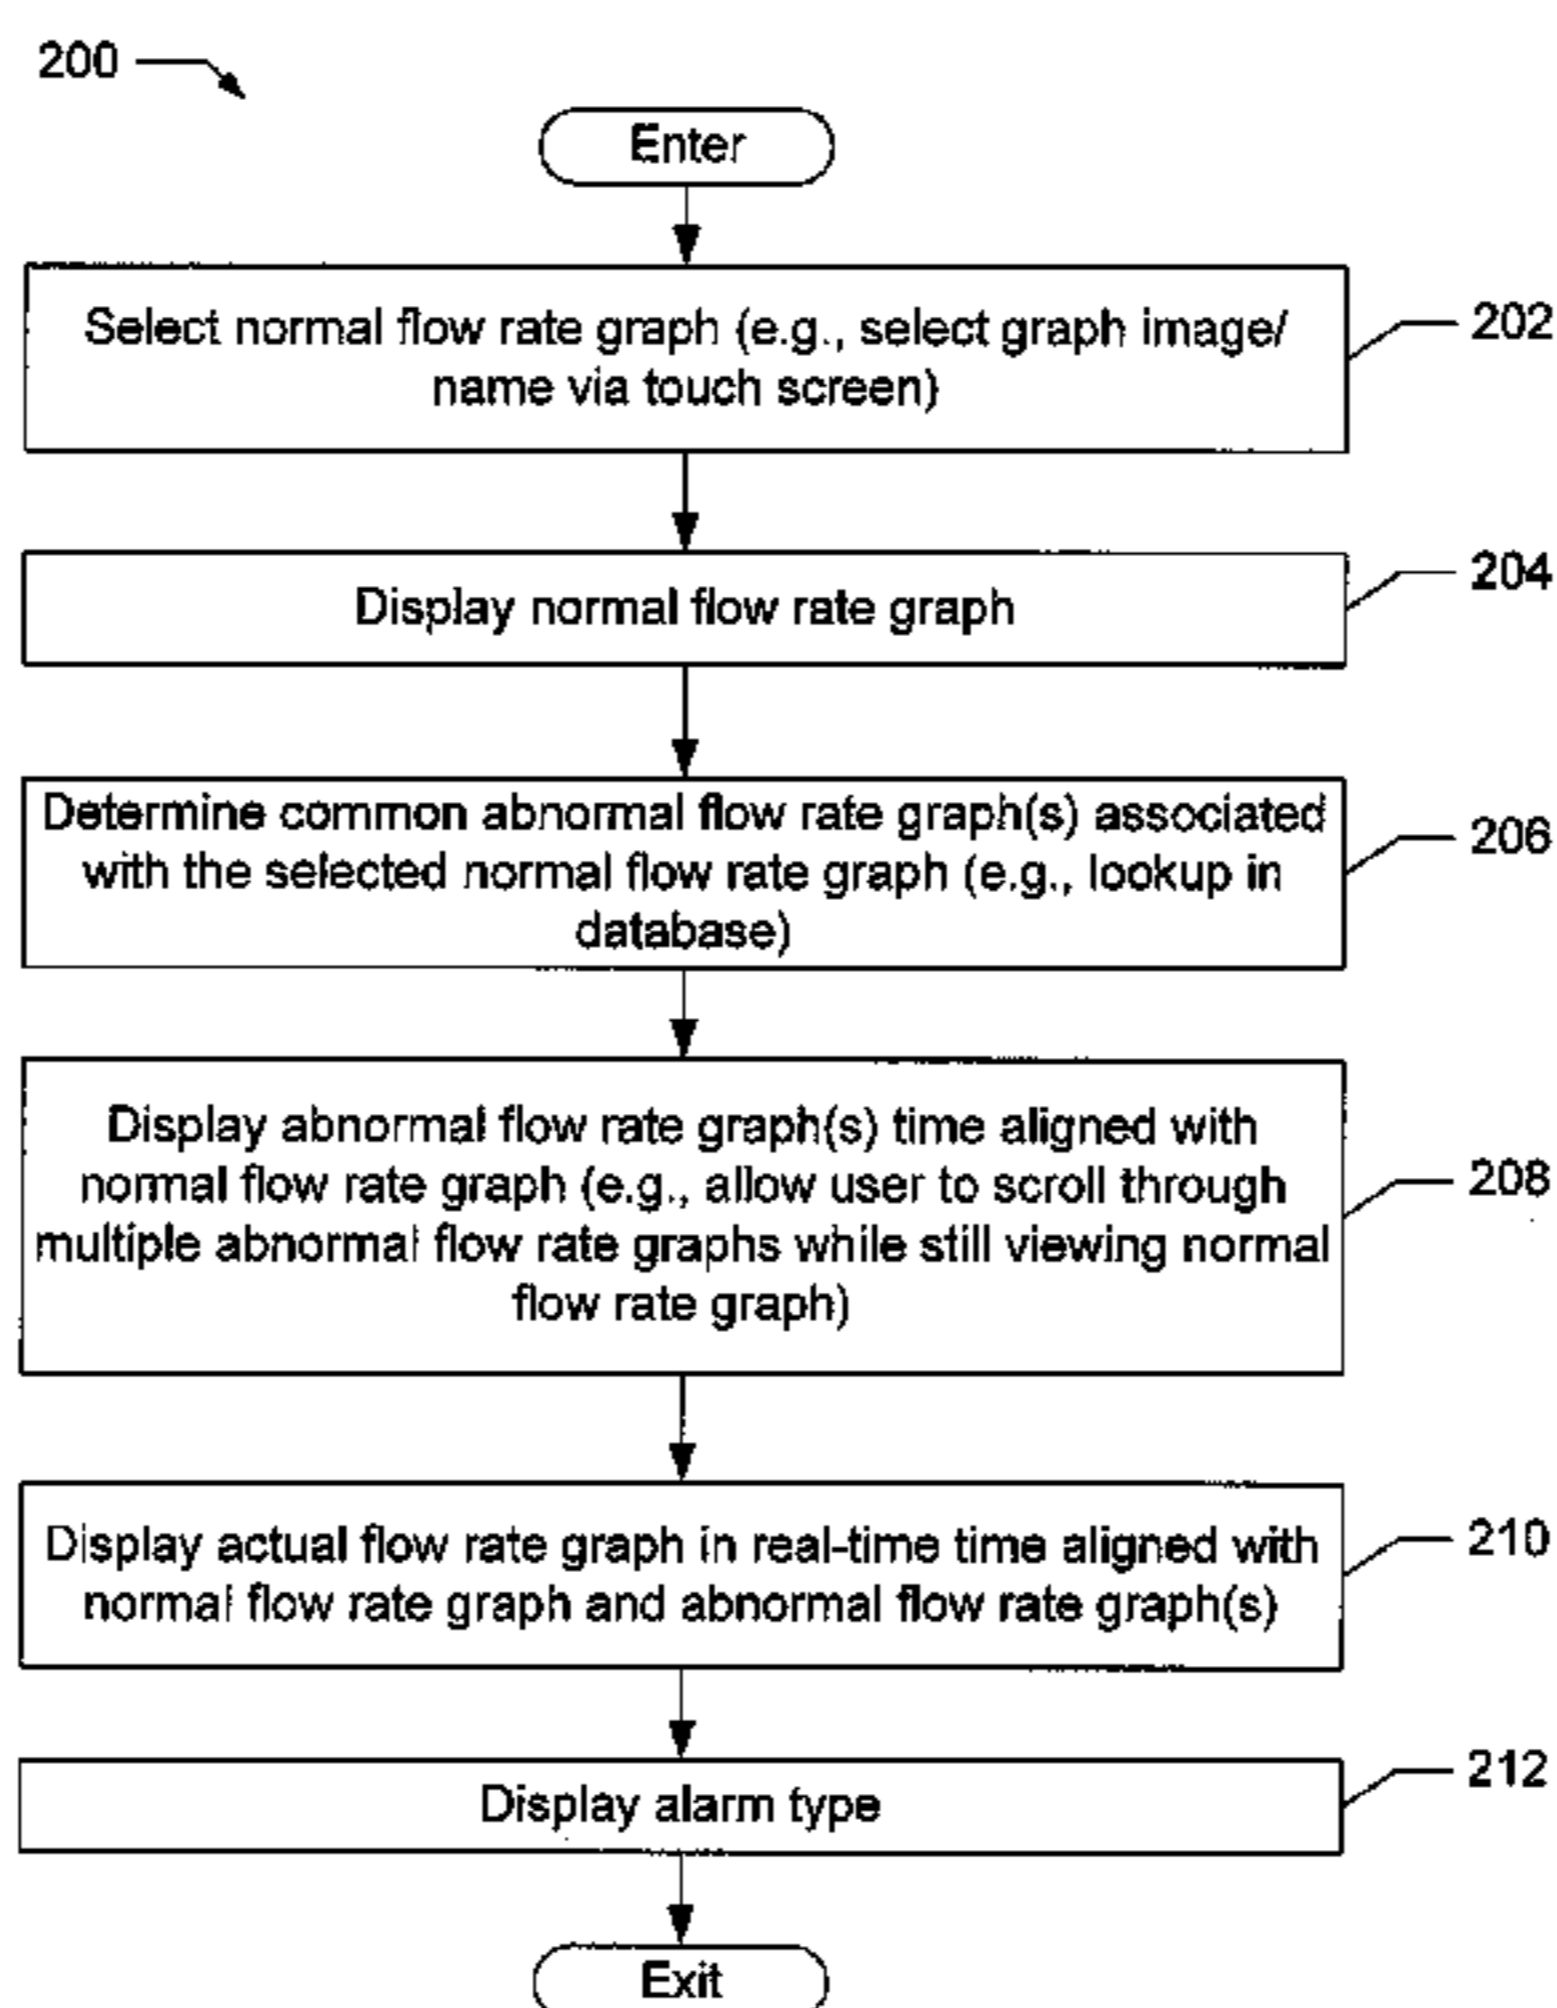 200
Enter
Select normal flow rate graph (e.g., select graph image/
name via touch screen)
202
Display normal flow rate graph
204
Determine common abnormal flow rate graph(s) associated
with the selected normal flow rate graph (e.g., lookup in
database)
206
Display abnormal flow rate graph(s) time aligned with
normal flow rate graph (e.g., allow user to scroll through
multiple abnormal flow rate graphs while still viewing normal
flow rate graph)
208
Display actual flow rate graph in real-time time aligned with
normal flow rate graph and abnormal flow rate graph(s)
210
Display alarm type
212
Exit